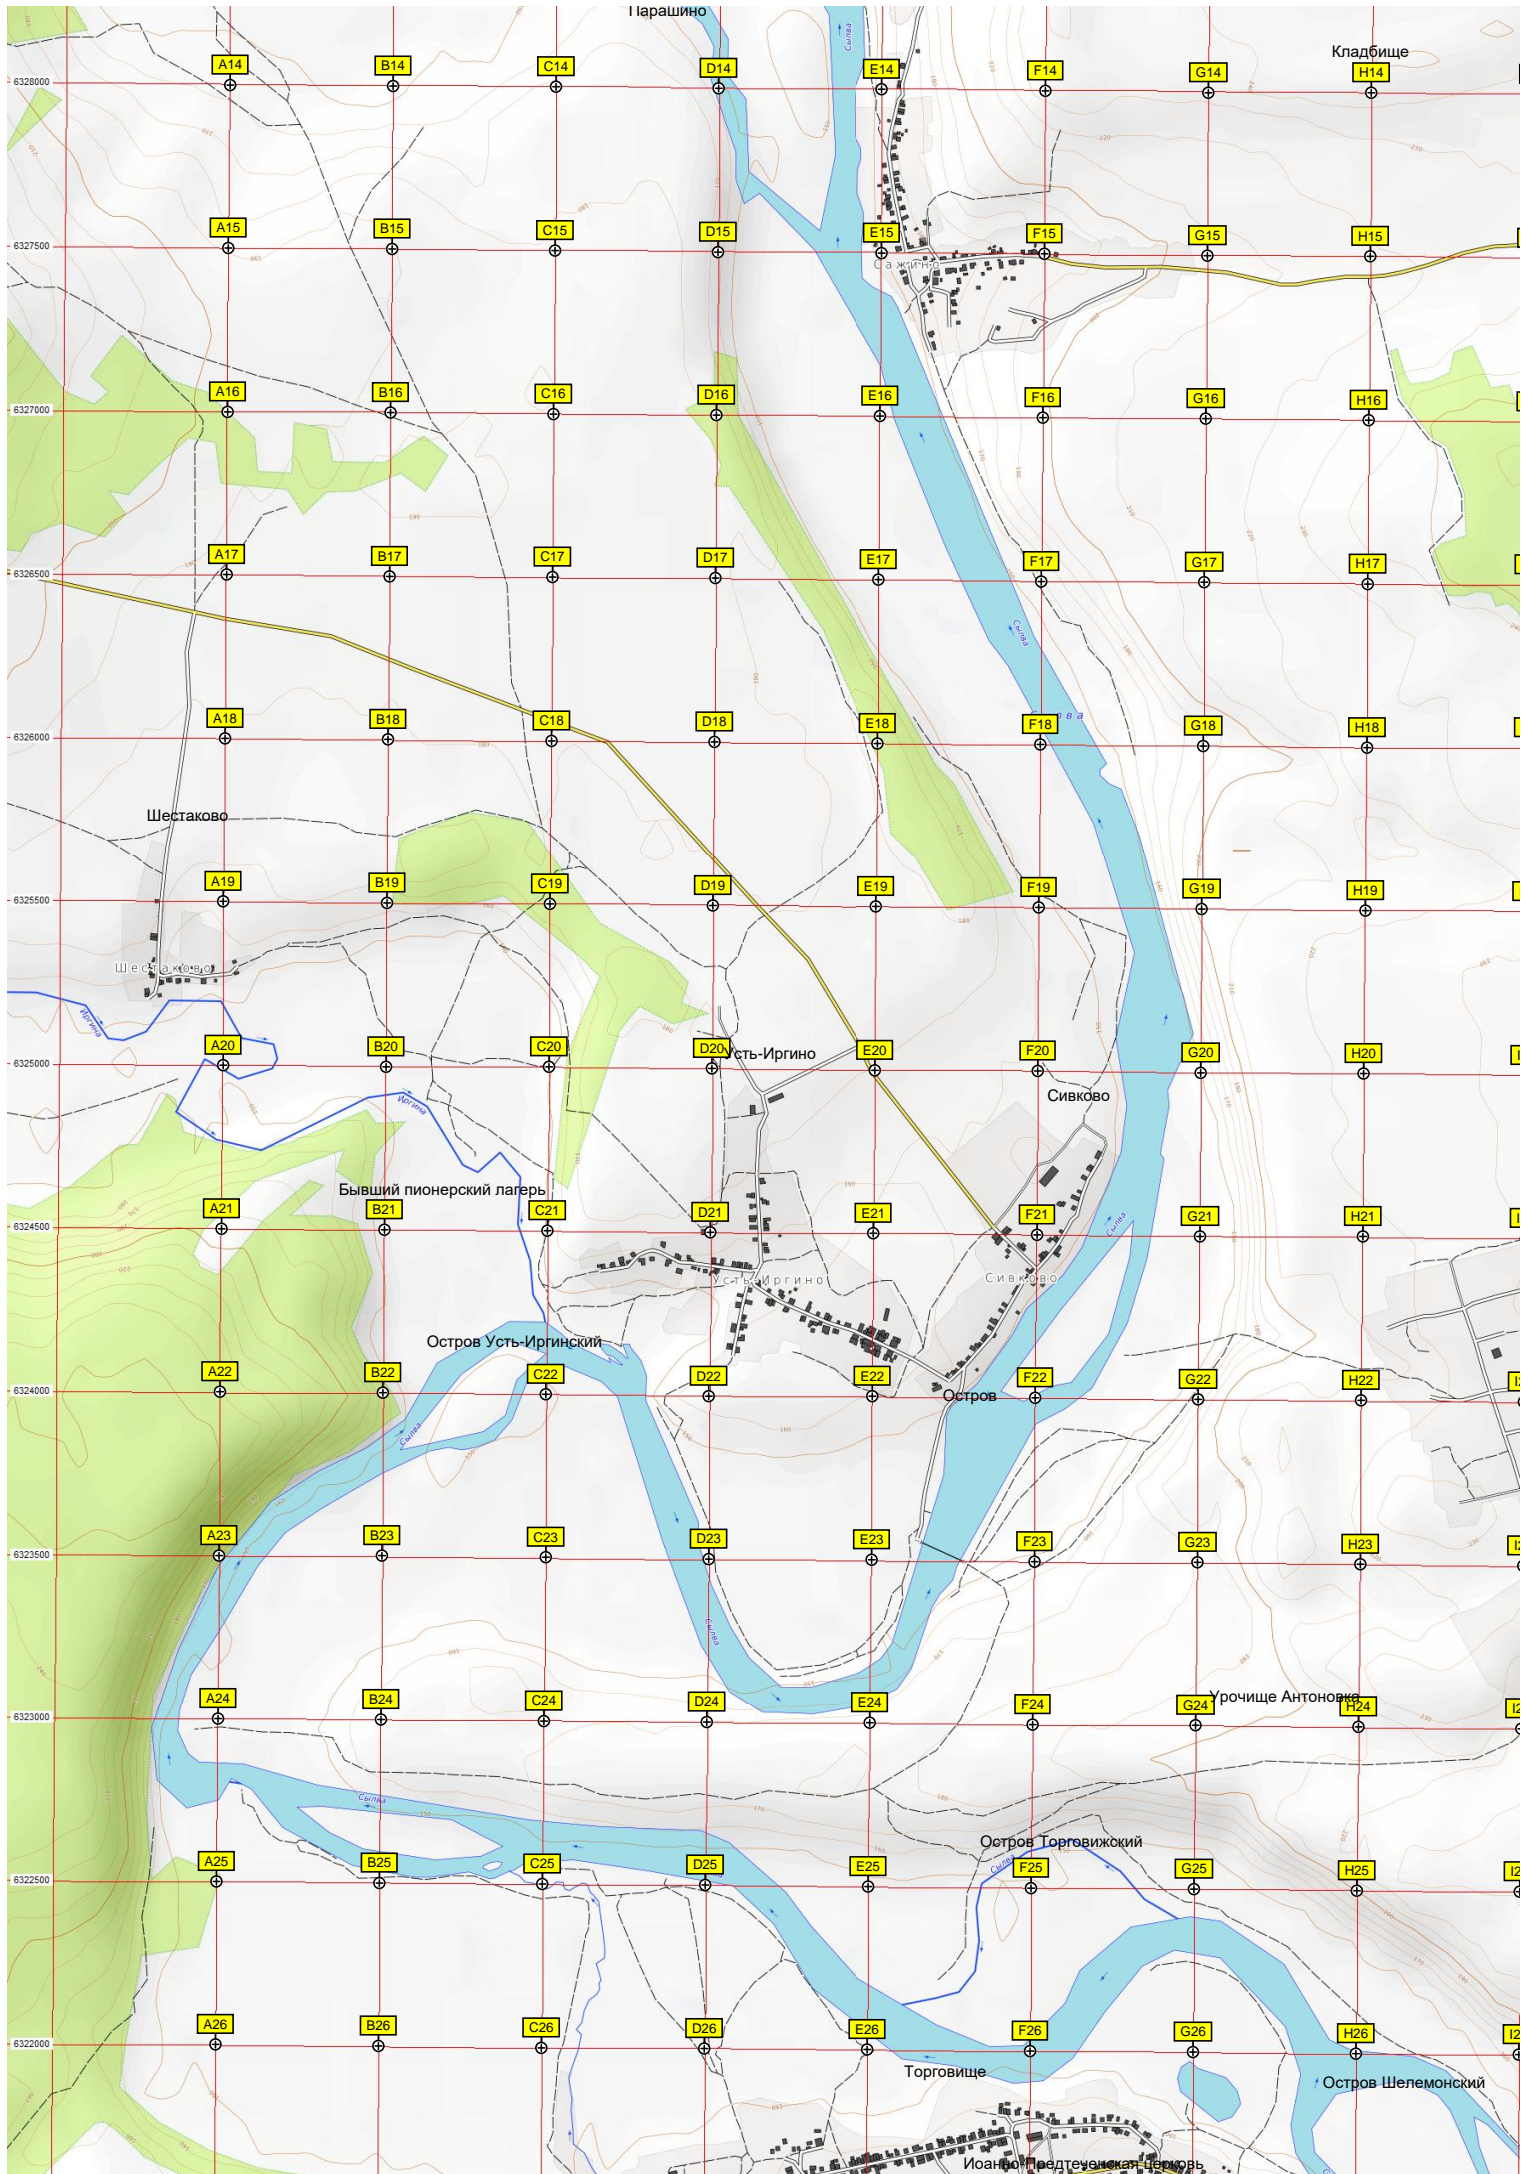 Парашино
Сылва
Кладбище
A14 B14 C14 D14 E14 F14 G14 H14
6328000
A15 B15 C15 D15 E15 F15 G15 H15
6327500
Сажино
A16 B16 C16 D16 E16 F16 G16 H16
6327000
A17 B17 C17 D17 E17 F17 G17 H17
6326500
Сылва
A18 B18 C18 D18 E18 F18 G18 H18
6326000
Шестаково
A19 B19 C19 D19 E19 F19 G19 H19
6325500
Шестаково
Иргина
A20 B20 C20 D20 E20 F20 G20 H20
Усть-Иргино
6325000
Сивково
Иргина
Бывший пионерский лагерь
A21 B21 C21 D21 E21 F21 G21 H21
6324500
Сылва
Усть-Иргино
Сивково
Остров Усть-Иргинский
A22 B22 C22 D22 E22 F22 G22 H22
6324000
Остров
Сылва
A23 B23 C23 D23 E23 F23 G23 H23
6323500
Сылва
Урочище Антоновка
A24 B24 C24 D24 E24 F24 G24 H24
6323000
Сылва
Остров Торговижский
Сылва
A25 B25 C25 D25 E25 F25 G25 H25
6322500
A26 B26 C26 D26 E26 F26 G26 H26
6322000
Торговище
Остров Шелемонский
Иоанно-Предтеченская церковь